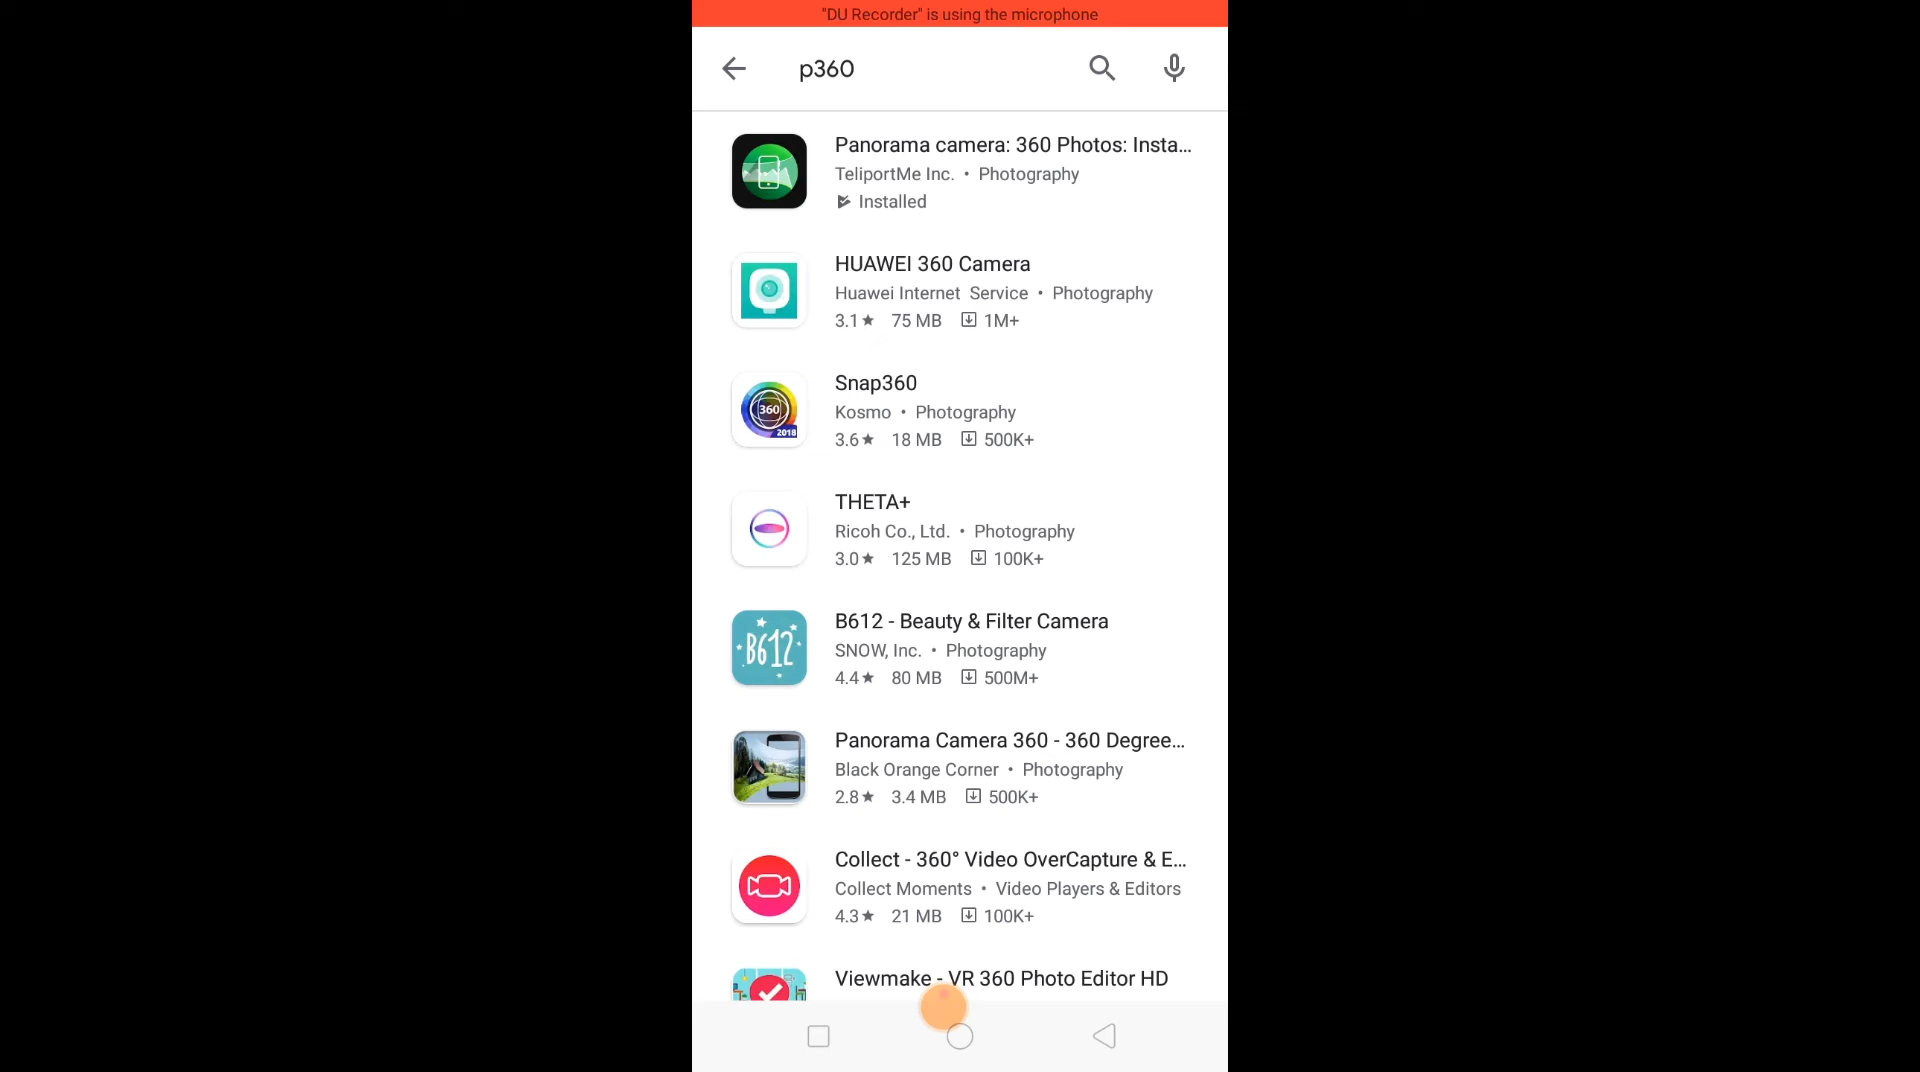 "DU Recorder" is using the microphone
p360
Panorama camera: 360 Photos: Insta...
TeliportMe Inc. • Photography
Installed
HUAWEI 360 Camera
Huawei Internet Service • Photography
3.1★ 75 MB 1M+
360
2018
Snap360
Kosmo • Photography
3.6★ 18 MB 500K+
THETA+
Ricoh Co., Ltd. • Photography
3.0★ 125 MB 100K+
B612
B612 - Beauty & Filter Camera
SNOW, Inc. • Photography
4.4★ 80 MB 500M+
Panorama Camera 360 - 360 Degree...
Black Orange Corner • Photography
2.8★ 3.4 MB 500K+
Collect - 360° Video OverCapture & E...
Collect Moments • Video Players & Editors
4.3★ 21 MB 100K+
Viewmake - VR 360 Photo Editor HD